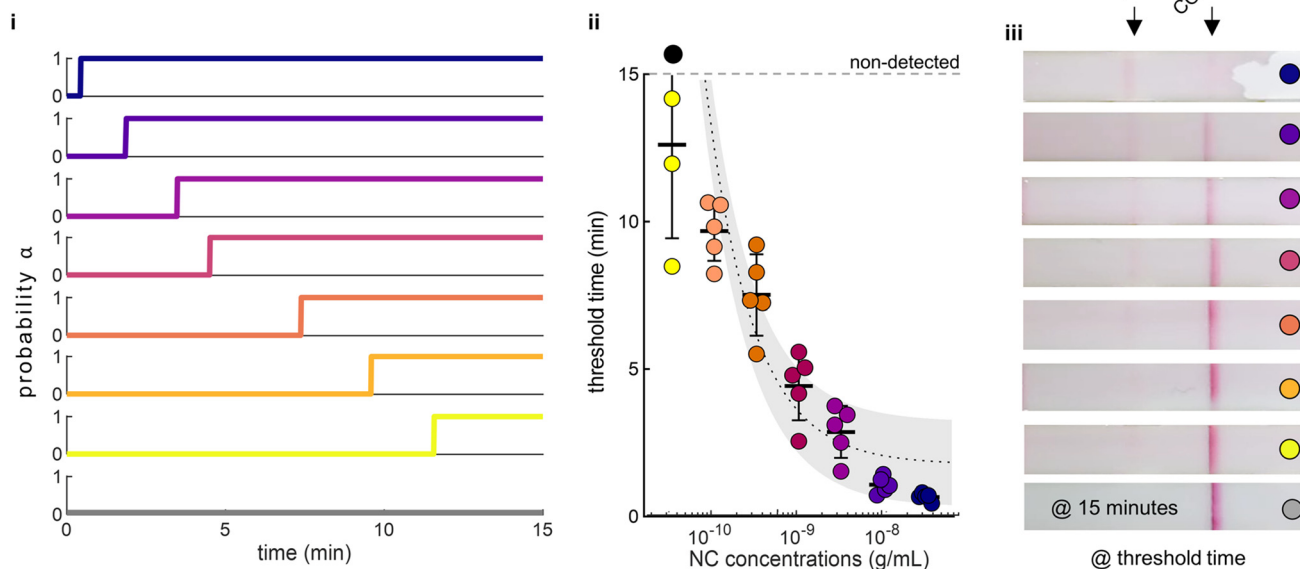 i
1
0
1
0
1
0
1
0
1
0
1
0
1
0
1
0
0 5 10 15
time (min)
probability α
ii
non-detected
15
10
5
0
threshold time (min)
10⁻¹⁰ 10⁻⁹ 10⁻⁸
NC concentrations (g/mL)
iii
@ 15 minutes
@ threshold time